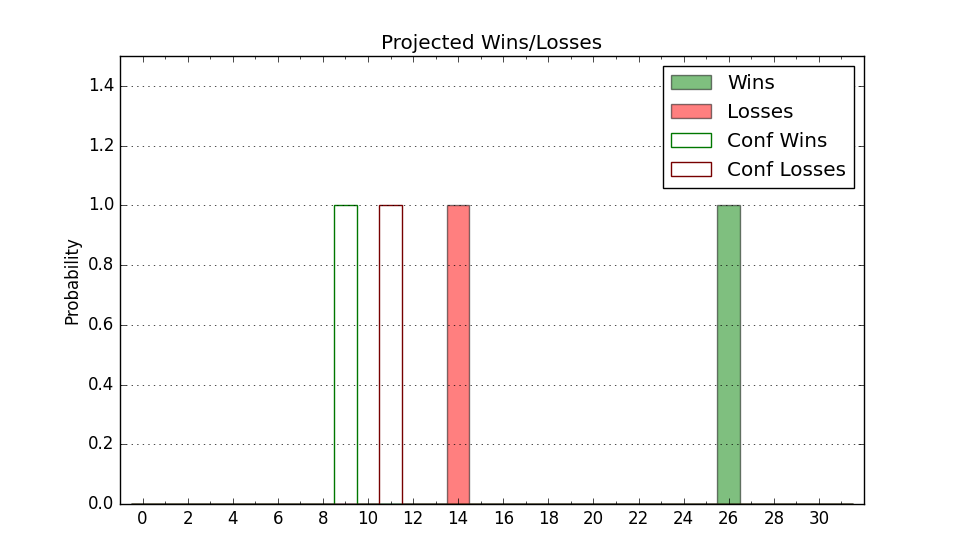 Projected Wins/Losses
Wins
Losses
Conf Wins
Conf Losses
Probability
1.4
1.2
1.0
0.8
0.6
0.4
0.2
0.0
0 2 4 6 8 10 12 14 16 18 20 22 24 26 28 30